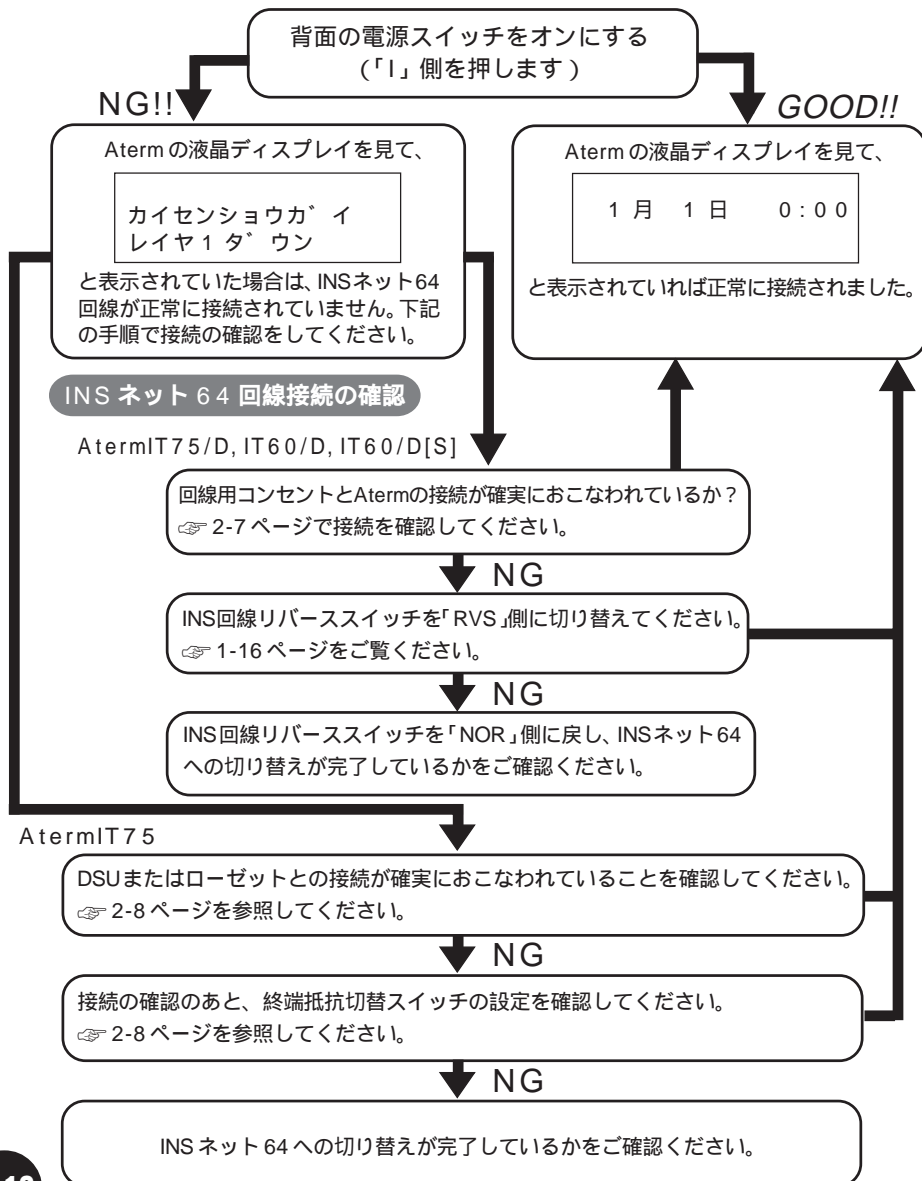 背面の電源スイッチをオンにする
(「I」側を押します)
NG!!
GOOD!!
Atermの液晶ディスプレイを見て、
カイセンショウガイ
レイヤ1 ダウン
と表示されていた場合は、INSネット64
回線が正常に接続されていません。下記
の手順で接続の確認をしてください。
Atermの液晶ディスプレイを見て、
1月 1日 0:00
と表示されていれば正常に接続されました。
INSネット64回線接続の確認
AtermIT75/D, IT60/D, IT60/D[S]
回線用コンセントとAtermの接続が確実におこなわれているか?
☞ 2-7ページで接続を確認してください。
NG
INS回線リバーススイッチを「RVS」側に切り替えてください。
☞ 1-16ページをご覧ください。
NG
INS回線リバーススイッチを「NOR」側に戻し、INSネット64
への切り替えが完了しているかをご確認ください。
AtermIT75
DSUまたはローゼットとの接続が確実におこなわれていることを確認してください。
☞ 2-8ページを参照してください。
NG
接続の確認のあと、終端抵抗切替スイッチの設定を確認してください。
☞ 2-8ページを参照してください。
NG
INSネット64への切り替えが完了しているかをご確認ください。